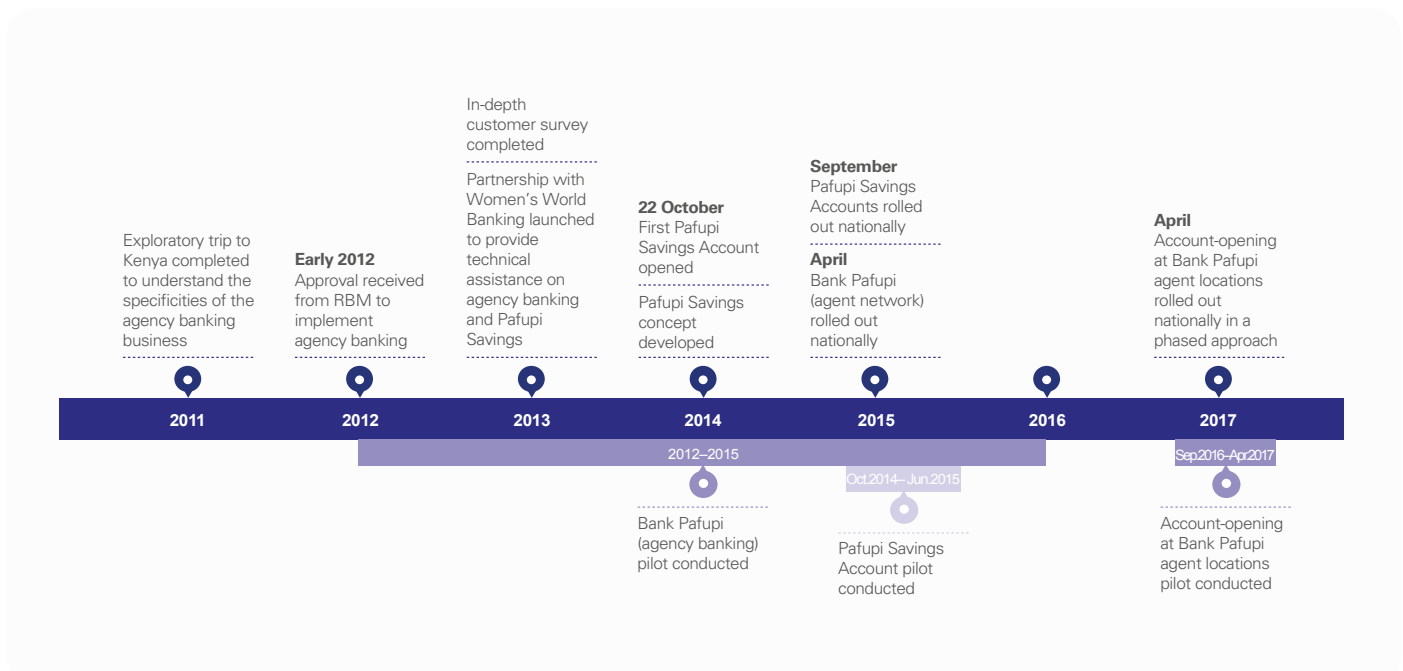 Exploratory trip to
Kenya completed
to understand the
specificities of the
agency banking
business
Early 2012
Approval received
from RBM to
implement
agency banking
In-depth
customer survey
completed
Partnership with
Women's World
Banking launched
to provide
technical
assistance on
agency banking
and Pafupi
Savings
22 October
First Pafupi
Savings Account
opened
Pafupi Savings
concept
developed
September
Pafupi Savings
Accounts rolled
out nationally
April
Bank Pafupi
(agent network)
rolled out
nationally
April
Account-opening
at Bank Pafupi
agent locations
rolled out
nationally in a
phased approach
2011
2012
2013
2014
2015
2016
2017
2012–2015
Oct.2014– Jun.2015
Sep.2016–Apr.2017
Bank Pafupi
(agency banking)
pilot conducted
Pafupi Savings
Account pilot
conducted
Account-opening
at Bank Pafupi
agent locations
pilot conducted